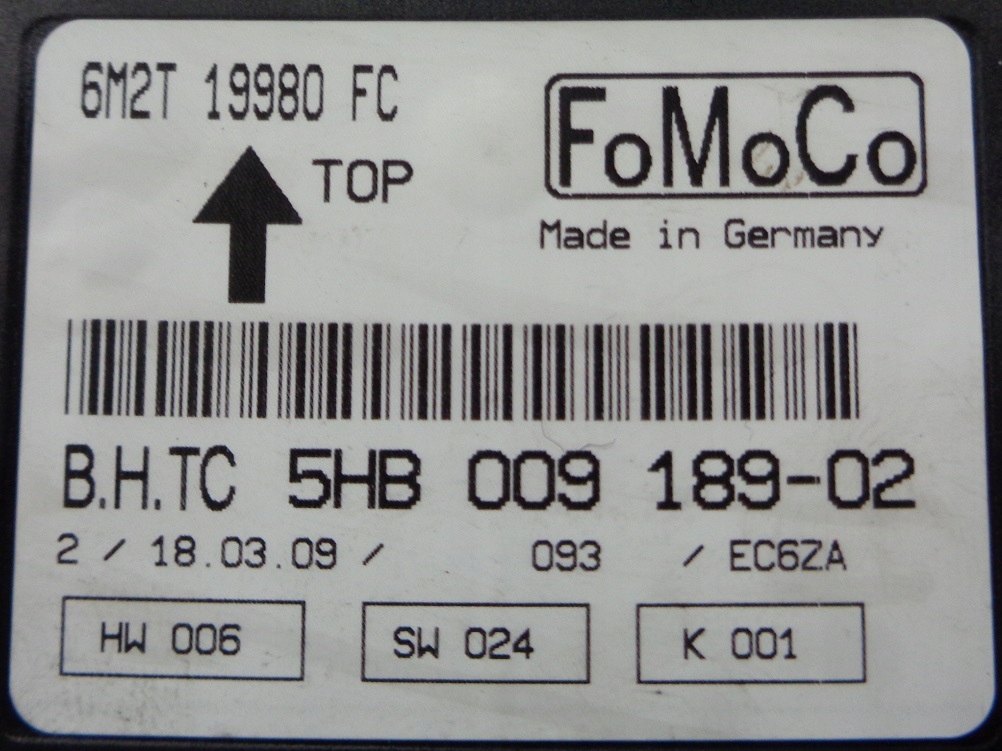 6M2T 19980 FC
FoMoCo
TOP
Made in Germany
B.H.TC 5HB 009 189-02
2 / 18.03.09 / 093 / EC6ZA
HW 006
SW 024
K 001